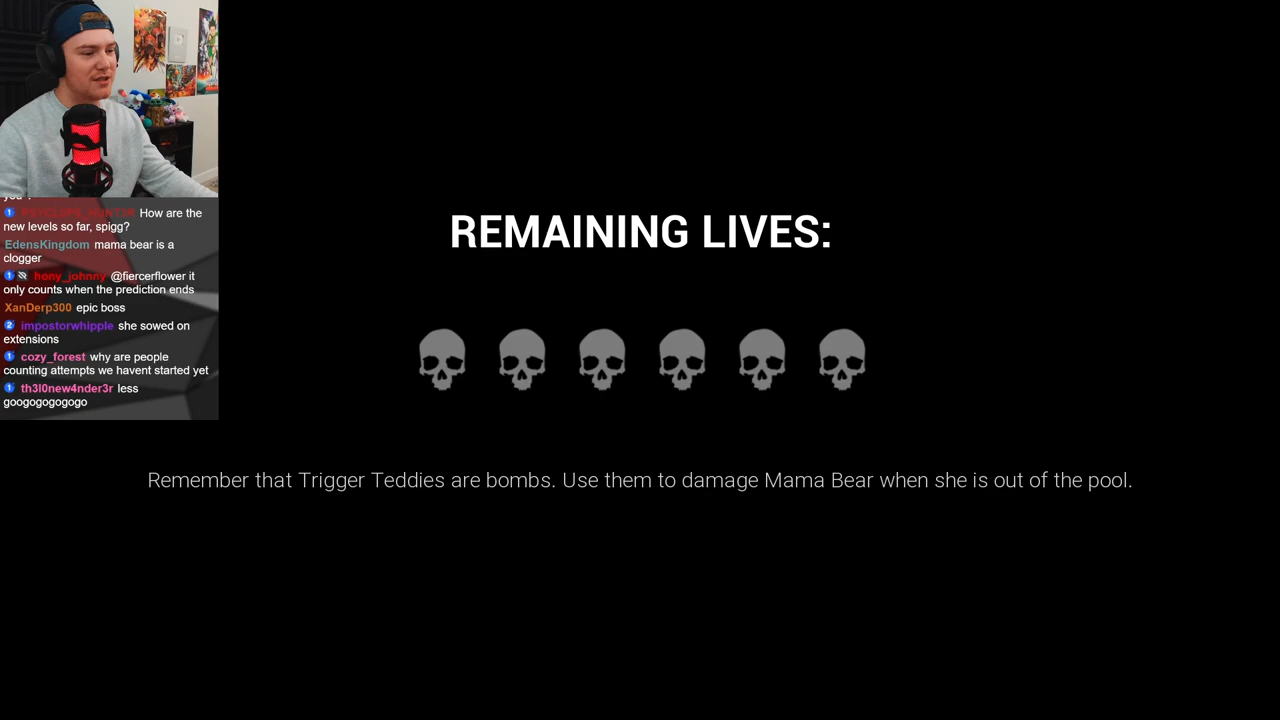 How are the
new levels so far, spigg?
EdensKingdom mama bear is a
clogger
hony_johnny @fiercerflower it
only counts when the prediction ends
XanDerp300 epic boss
impostorwhipple she sowed on
extensions
cozy_forest why are people
counting attempts we havent started yet
th3l0new4nder3r less
googogogogogo
REMAINING LIVES:
Remember that Trigger Teddies are bombs. Use them to damage Mama Bear when she is out of the pool.